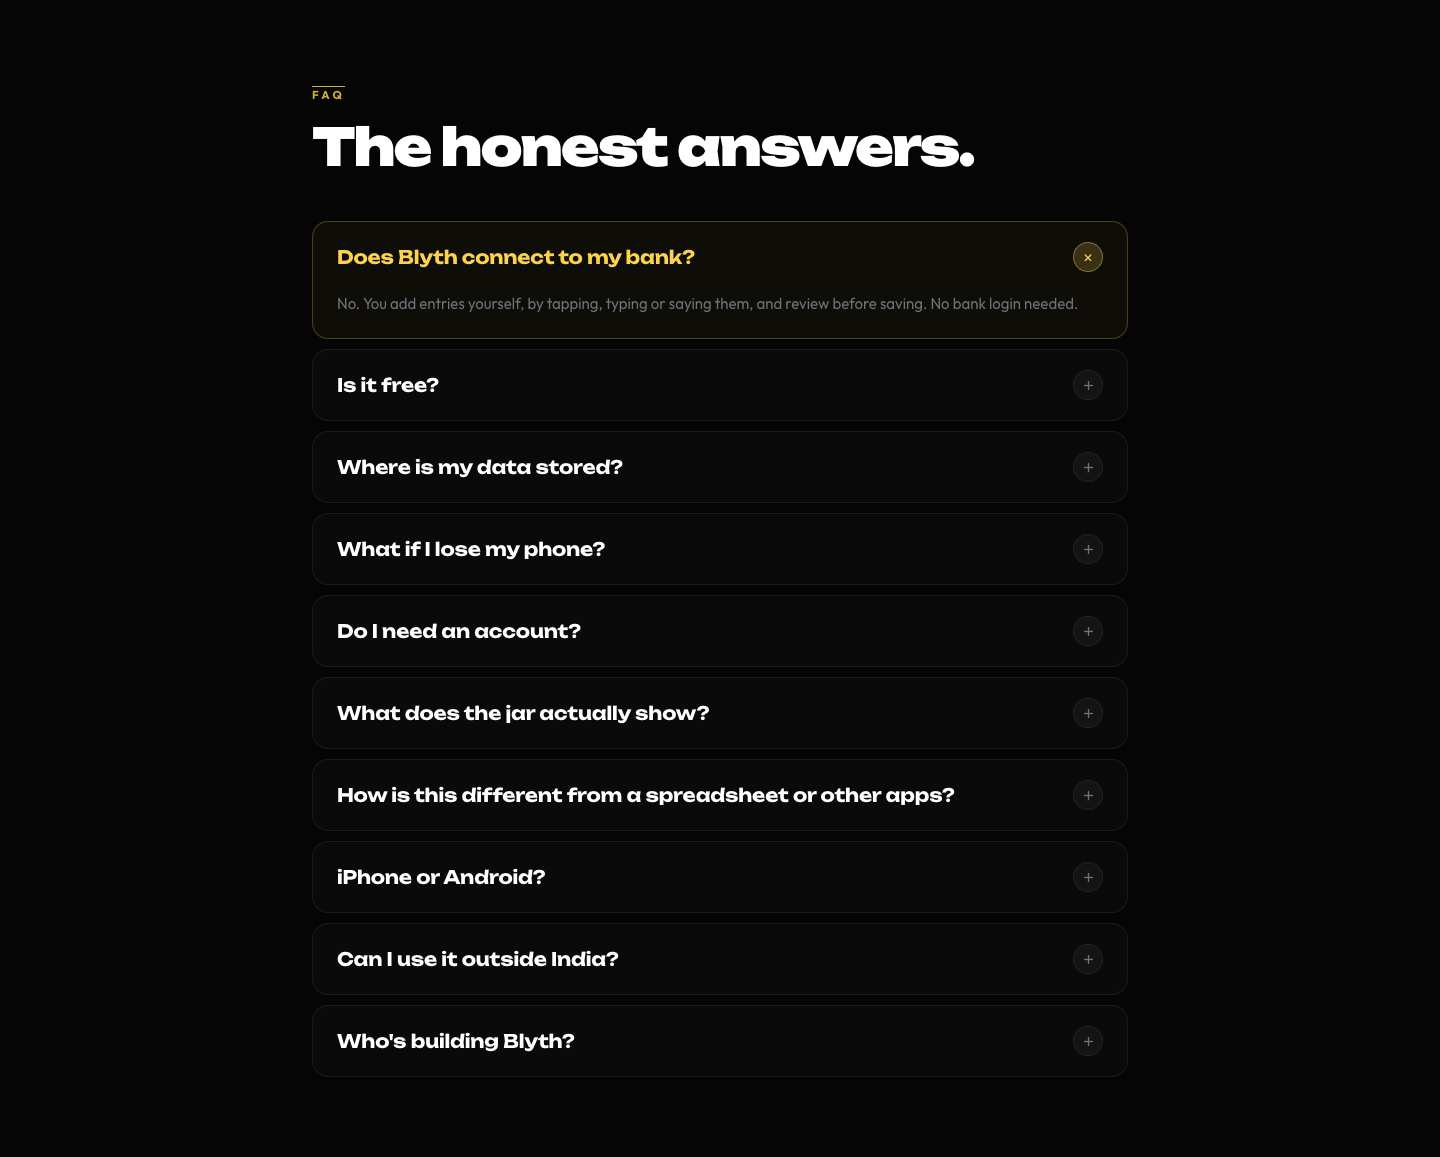 FAQ
The honest answers.
Does Blyth connect to my bank?
No. You add entries yourself, by tapping, typing or saying them, and review before saving. No bank login needed.
Is it free?
Where is my data stored?
What if I lose my phone?
Do I need an account?
What does the jar actually show?
How is this different from a spreadsheet or other apps?
iPhone or Android?
Can I use it outside India?
Who's building Blyth?